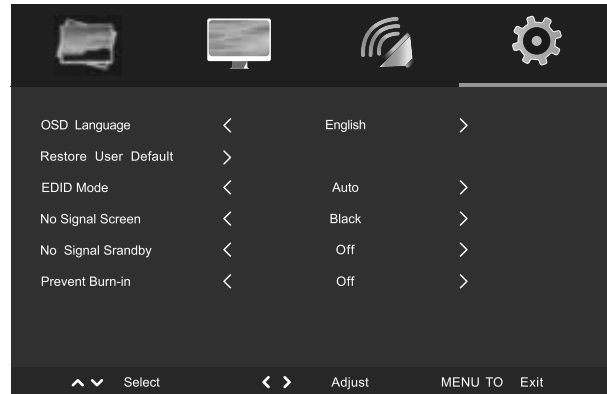 OSD Language < English >
Restore User Default >
EDID Mode < Auto >
No Signal Screen < Black >
No Signal Srandby < Off >
Prevent Burn-in < Off >
Select < > Adjust MENU TO Exit